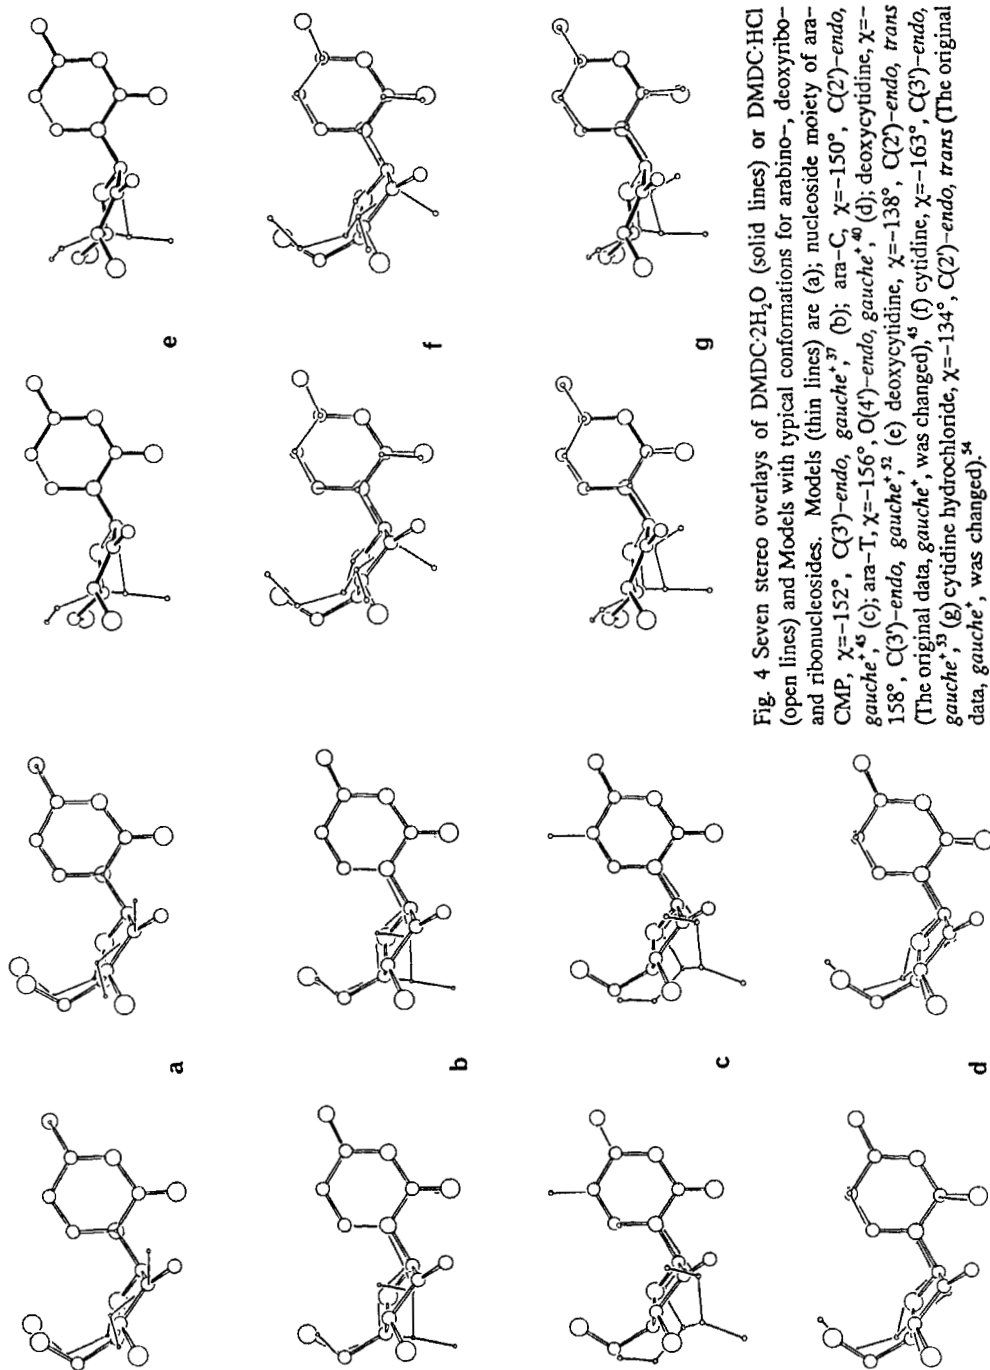 a
b
c
d
e
f
g
Fig. 4 Seven stereo overlays of DMDC·2H₂O (solid lines) or DMDC·HCl
(open lines) and Models with typical conformations for arabino-, deoxyribo-
and ribonucleosides. Models (thin lines) are (a); nucleoside moiety of ara-
CMP, χ=-152°, C(3')-endo, gauche⁺,³⁷ (b); ara-C, χ=-150°, C(2')-endo,
gauche⁺,⁴⁵ (c); ara-T, χ=-156°, O(4')-endo, gauche⁺,⁴⁰ (d); deoxycytidine, χ=-
158°, C(3')-endo, gauche⁺,⁵² (e) deoxycytidine, χ=-138°, C(2')-endo, trans
(The original data, gauche⁺, was changed),⁴⁵ (f) cytidine, χ=-163°, C(3')-endo,
gauche⁺,⁵³ (g) cytidine hydrochloride, χ=-134°, C(2')-endo, trans (The original
data, gauche⁺, was changed).⁵⁴